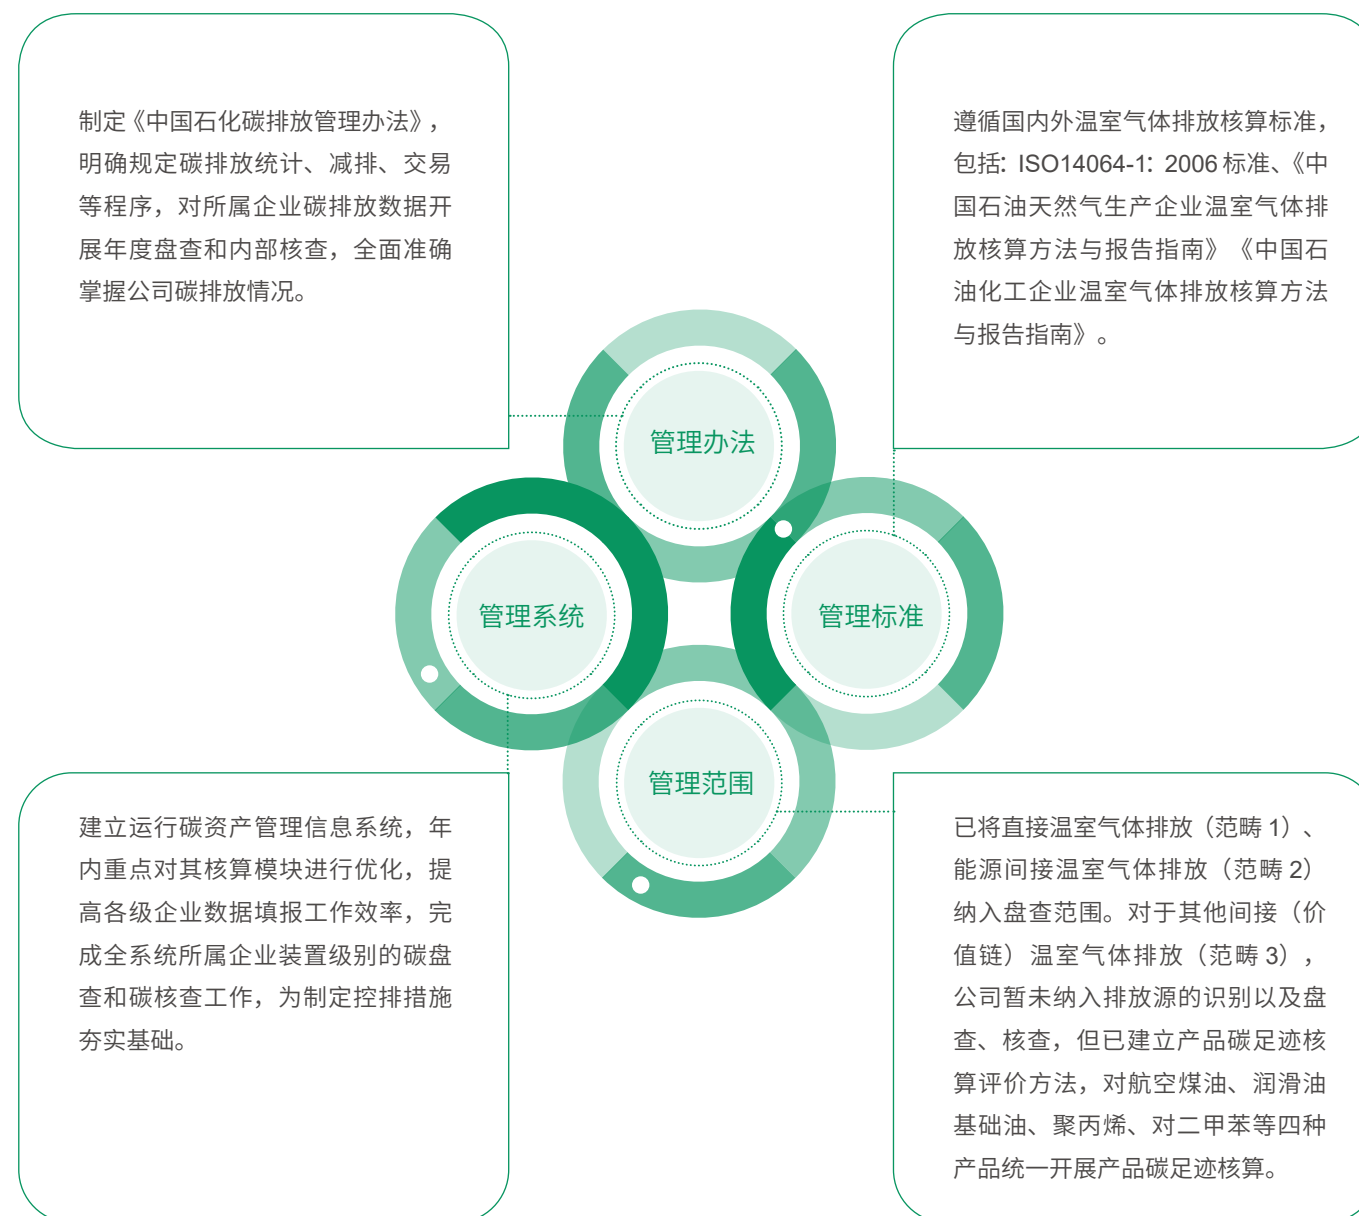 制定《中国石化碳排放管理办法》,
明确规定碳排放统计、减排、交易
等程序，对所属企业碳排放数据开
展年度盘查和内部核查，全面准确
掌握公司碳排放情况。
遵循国内外温室气体排放核算标准，
包括：ISO14064-1：2006 标准、《中
国石油天然气生产企业温室气体排
放核算方法与报告指南》《中国石
油化工企业温室气体排放核算方法
与报告指南》。
管理办法
管理系统
管理标准
管理范围
建立运行碳资产管理信息系统，年
内重点对其核算模块进行优化，提
高各级企业数据填报工作效率，完
成全系统所属企业装置级别的碳盘
查和碳核查工作，为制定控排措施
夯实基础。
已将直接温室气体排放（范畴 1）、
能源间接温室气体排放（范畴 2）
纳入盘查范围。对于其他间接（价
值链）温室气体排放（范畴 3），
公司暂未纳入排放源的识别以及盘
查、核查，但已建立产品碳足迹核
算评价方法，对航空煤油、润滑油
基础油、聚丙烯、对二甲苯等四种
产品统一开展产品碳足迹核算。